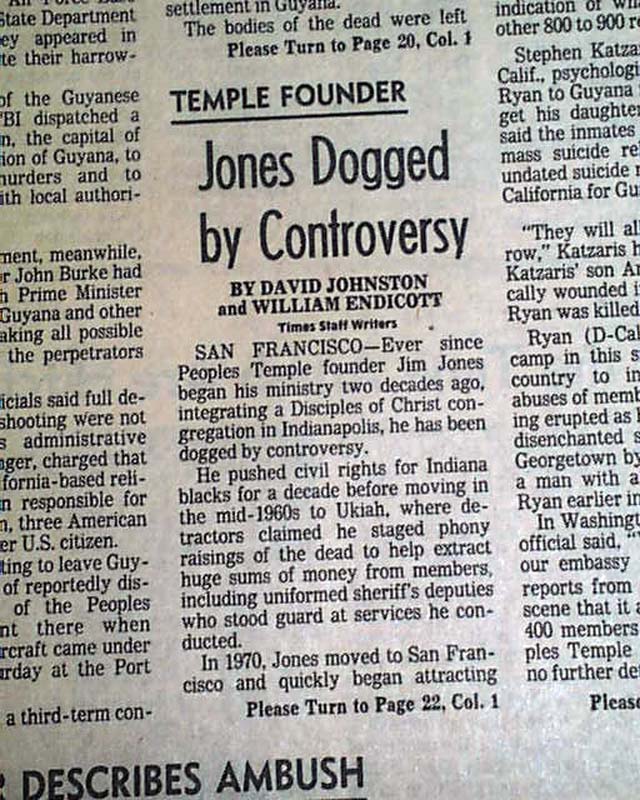 State Department
ey appeared in
te their harrow-
of the Guyanese
FBI dispatched a
n, the capital of
ion of Guyana, to
murders and to
ith local authori-
ment, meanwhile,
r John Burke had
h Prime Minister
Guyana and other
aking all possible
the perpetrators
icials said full de-
shooting were not
s administrative
ager, charged that
ifornia-based reli-
n responsible for
n, three American
er U.S. citizen.
ting to leave Guy-
of reportedly dis-
of the Peoples
nt there when
ircraft came under
urday at the Port
a third-term con-
settlement in Guyana.
The bodies of the dead were left
Please Turn to Page 20, Col. 1
TEMPLE FOUNDER
Jones Dogged
by Controversy
BY DAVID JOHNSTON
and WILLIAM ENDICOTT
Times Staff Writers
SAN FRANCISCO—Ever since
Peoples Temple founder Jim Jones
began his ministry two decades ago,
integrating a Disciples of Christ con-
gregation in Indianapolis, he has been
dogged by controversy.
He pushed civil rights for Indiana
blacks for a decade before moving in
the mid-1960s to Ukiah, where de-
tractors claimed he staged phony
raisings of the dead to help extract
huge sums of money from members,
including uniformed sheriff's deputies
who stood guard at services he con-
ducted.
In 1970, Jones moved to San Fran-
cisco and quickly began attracting
Please Turn to Page 22, Col. 1
DESCRIBES AMBUSH
indication of
other 800 to 900 r
Stephen Katza
Calif., psychologi
Ryan to Guyana
get his daughte
said the inmates
mass suicide re
undated suicide
California for Gu
"They will al
row," Katzaris h
Katzaris' son A
cally wounded i
Ryan was killed
Ryan (D-Cal
camp in this s
country to in
abuses of memb
ing erupted as
disenchanted s
Georgetown by
a man with a
Ryan earlier in
In Washingt
official said, "
our embassy
reports from
scene that it a
400 members
ples Temple
no further det
Please